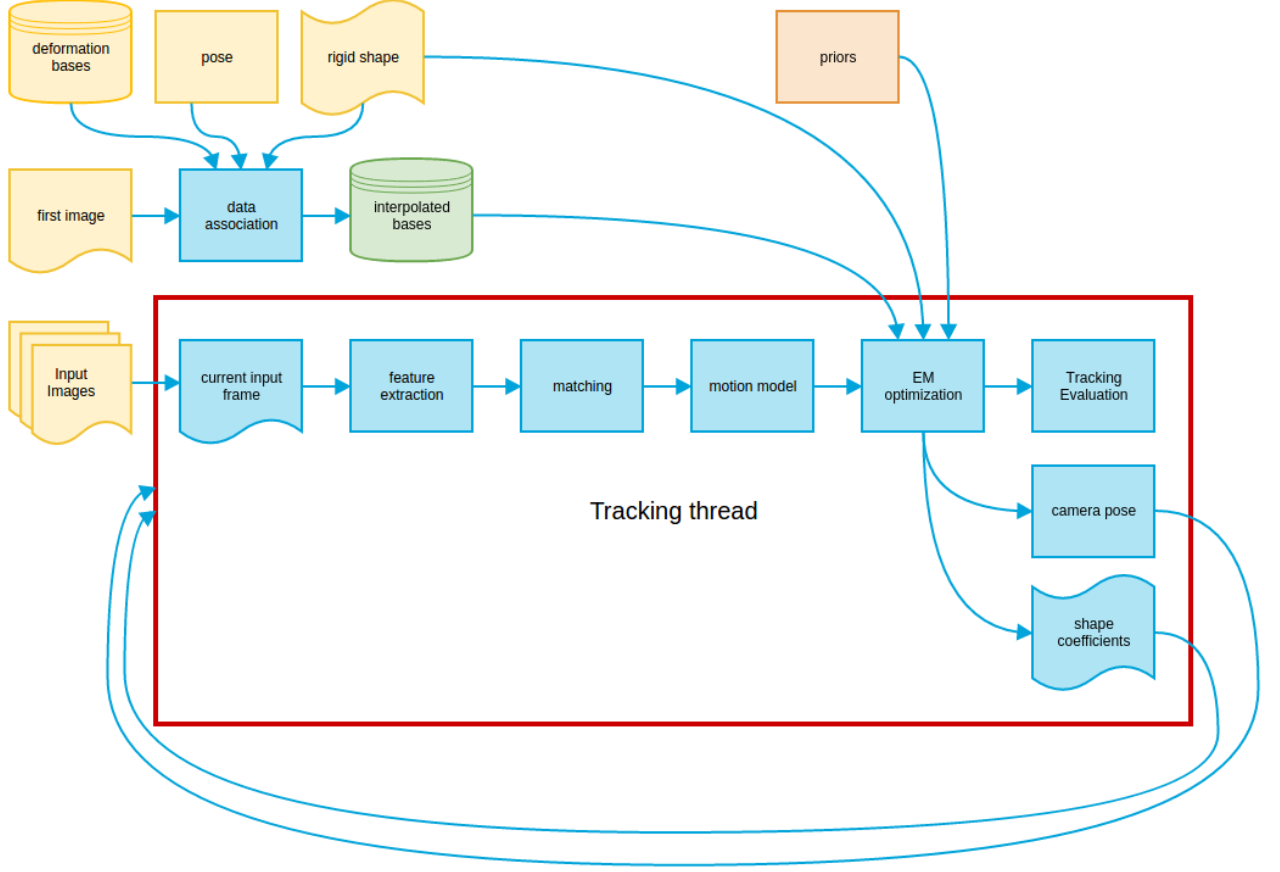 deformation
bases
pose
rigid shape
priors
first image
data
association
interpolated
bases
Input
Images
current input
frame
feature
extraction
matching
motion model
EM
optimization
Tracking
Evaluation
Tracking thread
camera pose
shape
coefficients